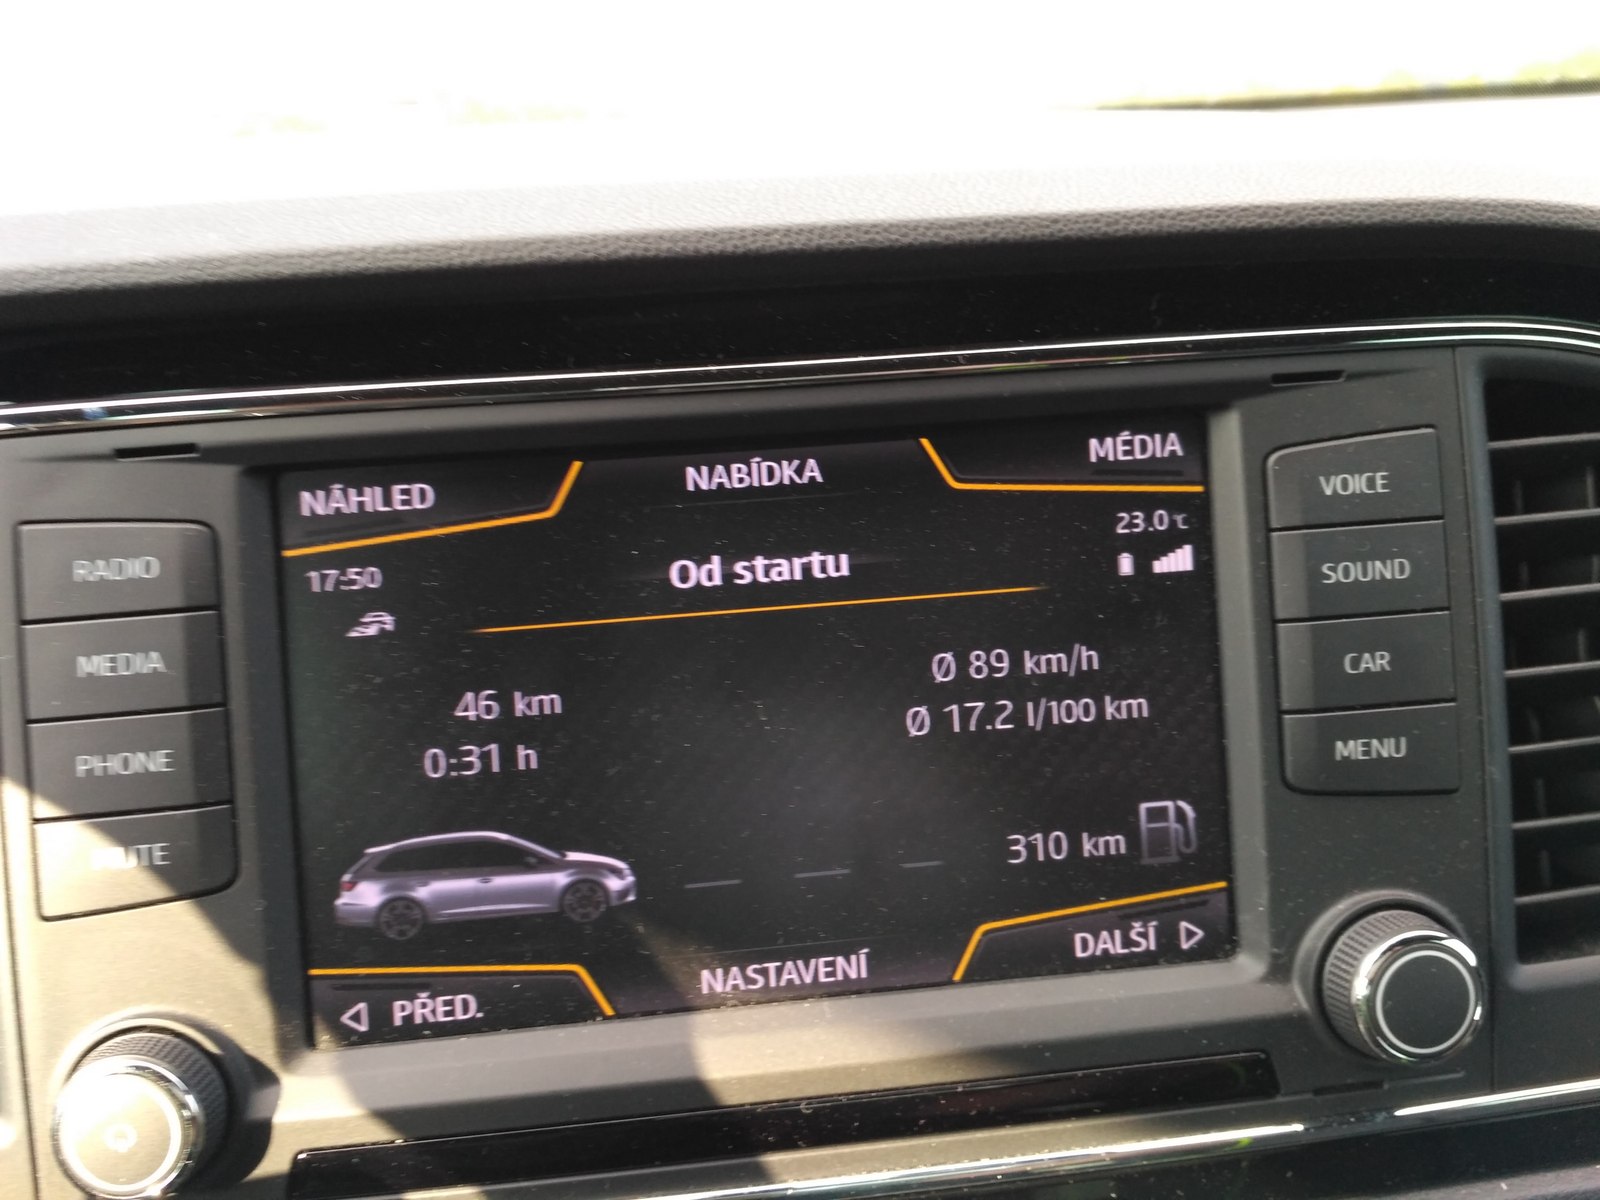 NÁHLED
NABÍDKA
MÉDIA
17:50
Od startu
23.0°C
46 km
0:31 h
Ø 89 km/h
Ø 17.2 l/100 km
310 km
PŘED.
NASTAVENÍ
DALŠÍ
RADIO
MEDIA
PHONE
MUTE
VOICE
SOUND
CAR
MENU